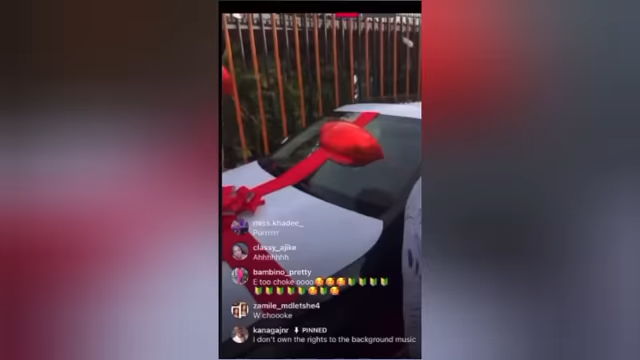 miss.khadee_
Purrrrrr
classy_ajike
Ahhhhhhh
bambino_pretty
E too choke oooo🥰🥰🥰🔰🔰🔰🔰
🔰🔰🔰🔰🔰🥰🔰🥰
zamile_mdletshe4
W choooke
kanagajnr PINNED
I don't own the rights to the background music